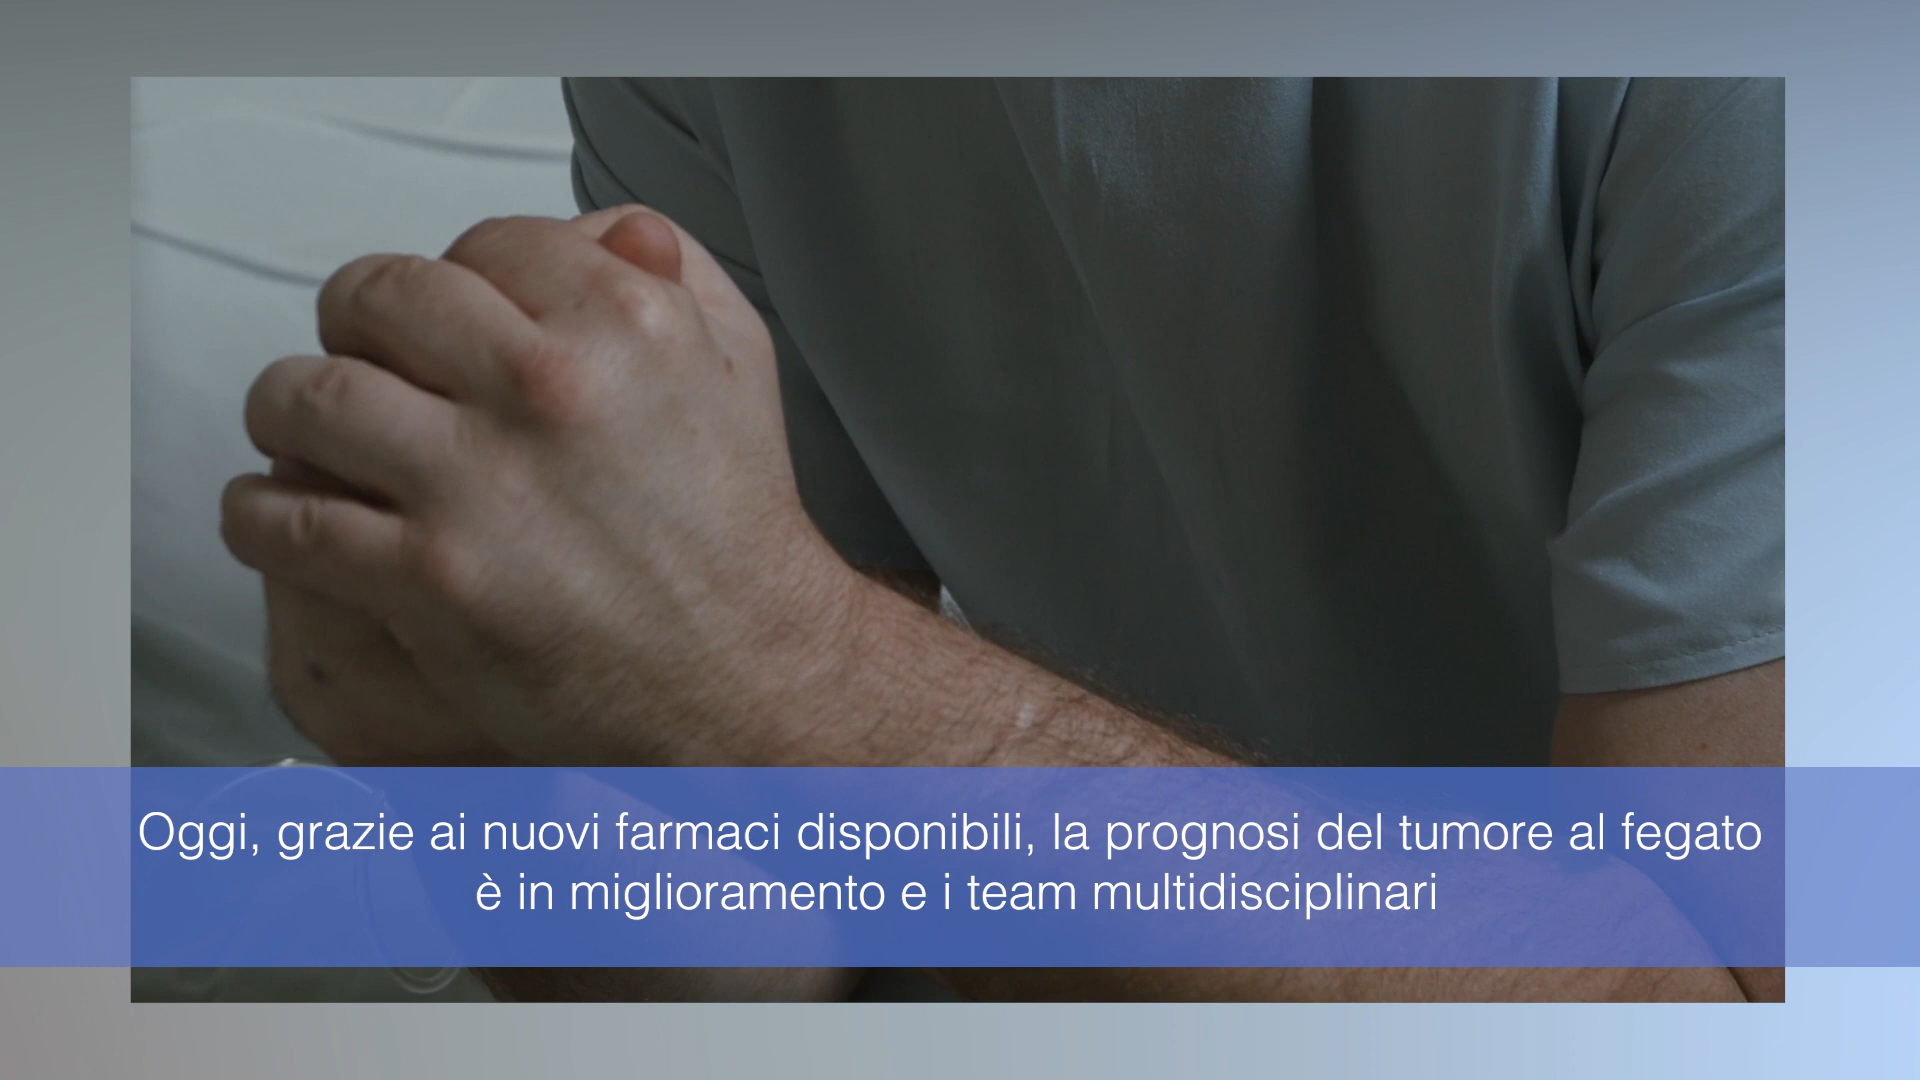 Oggi, grazie ai nuovi farmaci disponibili, la prognosi del tumore al fegato
è in miglioramento e i team multidisciplinari